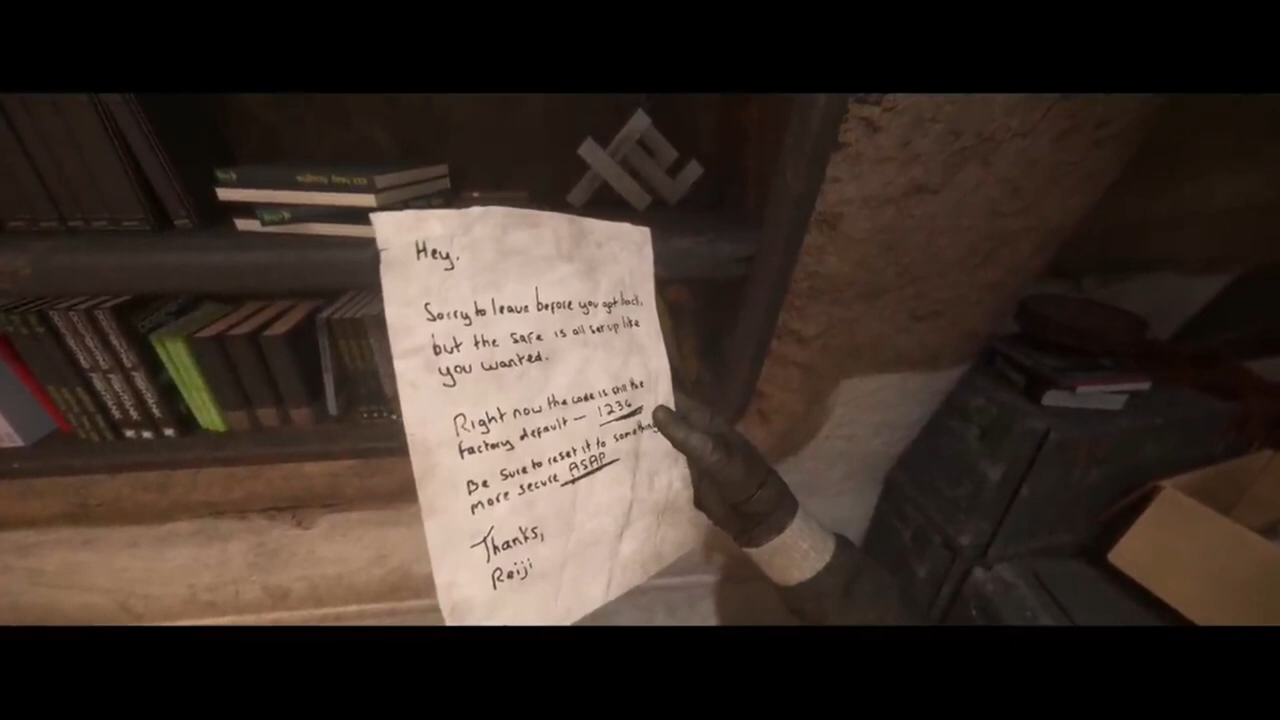 Hey,
Sorry to leave before you got back,
but the safe is all set up like
you wanted.
Right now the code is still the
factory default — 1234
Be sure to reset it to something
more secure ASAP
Thanks,
Reiji